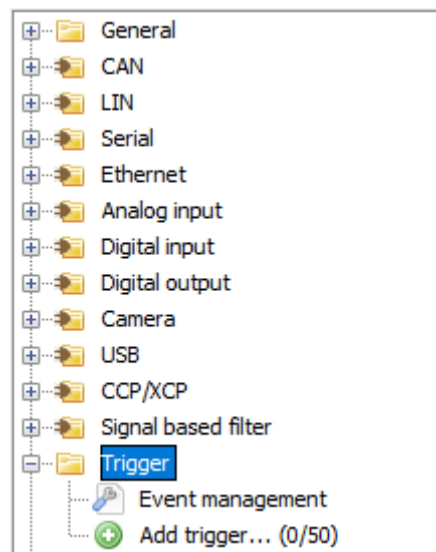 General
CAN
LIN
Serial
Ethernet
Analog input
Digital input
Digital output
Camera
USB
CCP/XCP
Signal based filter
Trigger
Event management
Add trigger... (0/50)